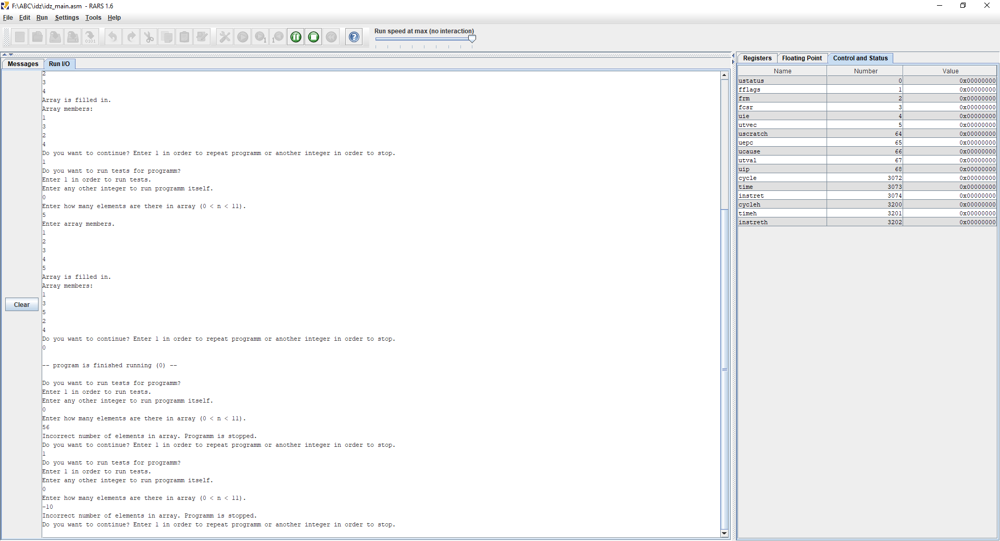 F:\ABC\idz\idz_main.asm - RARS 1.6
File Edit Run Settings Tools Help
Run speed at max (no interaction)
Messages Run I/O
2
3
4
Array is filled in.
Array members:
1
3
2
4
Do you want to continue? Enter 1 in order to repeat programm or another integer in order to stop.
1
Do you want to run tests for programm?
Enter 1 in order to run tests.
Enter any other integer to run programm itself.
0
Enter how many elements are there in array (0 < n < 11).
5
Enter array members.
1
2
3
4
5
Array is filled in.
Array members:
1
3
5
2
4
Do you want to continue? Enter 1 in order to repeat programm or another integer in order to stop.
0
-- program is finished running (0) --
Do you want to run tests for programm?
Enter 1 in order to run tests.
Enter any other integer to run programm itself.
0
Enter how many elements are there in array (0 < n < 11).
56
Incorrect number of elements in array. Programm is stopped.
Do you want to continue? Enter 1 in order to repeat programm or another integer in order to stop.
1
Do you want to run tests for programm?
Enter 1 in order to run tests.
Enter any other integer to run programm itself.
0
Enter how many elements are there in array (0 < n < 11).
-10
Incorrect number of elements in array. Programm is stopped.
Do you want to continue? Enter 1 in order to repeat programm or another integer in order to stop.
Clear
Registers Floating Point Control and Status
Name Number Value
ustatus 0 0x00000000
fflags 1 0x00000000
frm 2 0x00000000
fcsr 3 0x00000000
uie 4 0x00000000
utvec 5 0x00000000
uscratch 64 0x00000000
uepc 65 0x00000000
ucause 66 0x00000000
utval 67 0x00000000
uip 68 0x00000000
cycle 3072 0x00000000
time 3073 0x00000000
instret 3074 0x00000000
cycleh 3200 0x00000000
timeh 3201 0x00000000
instreth 3202 0x00000000